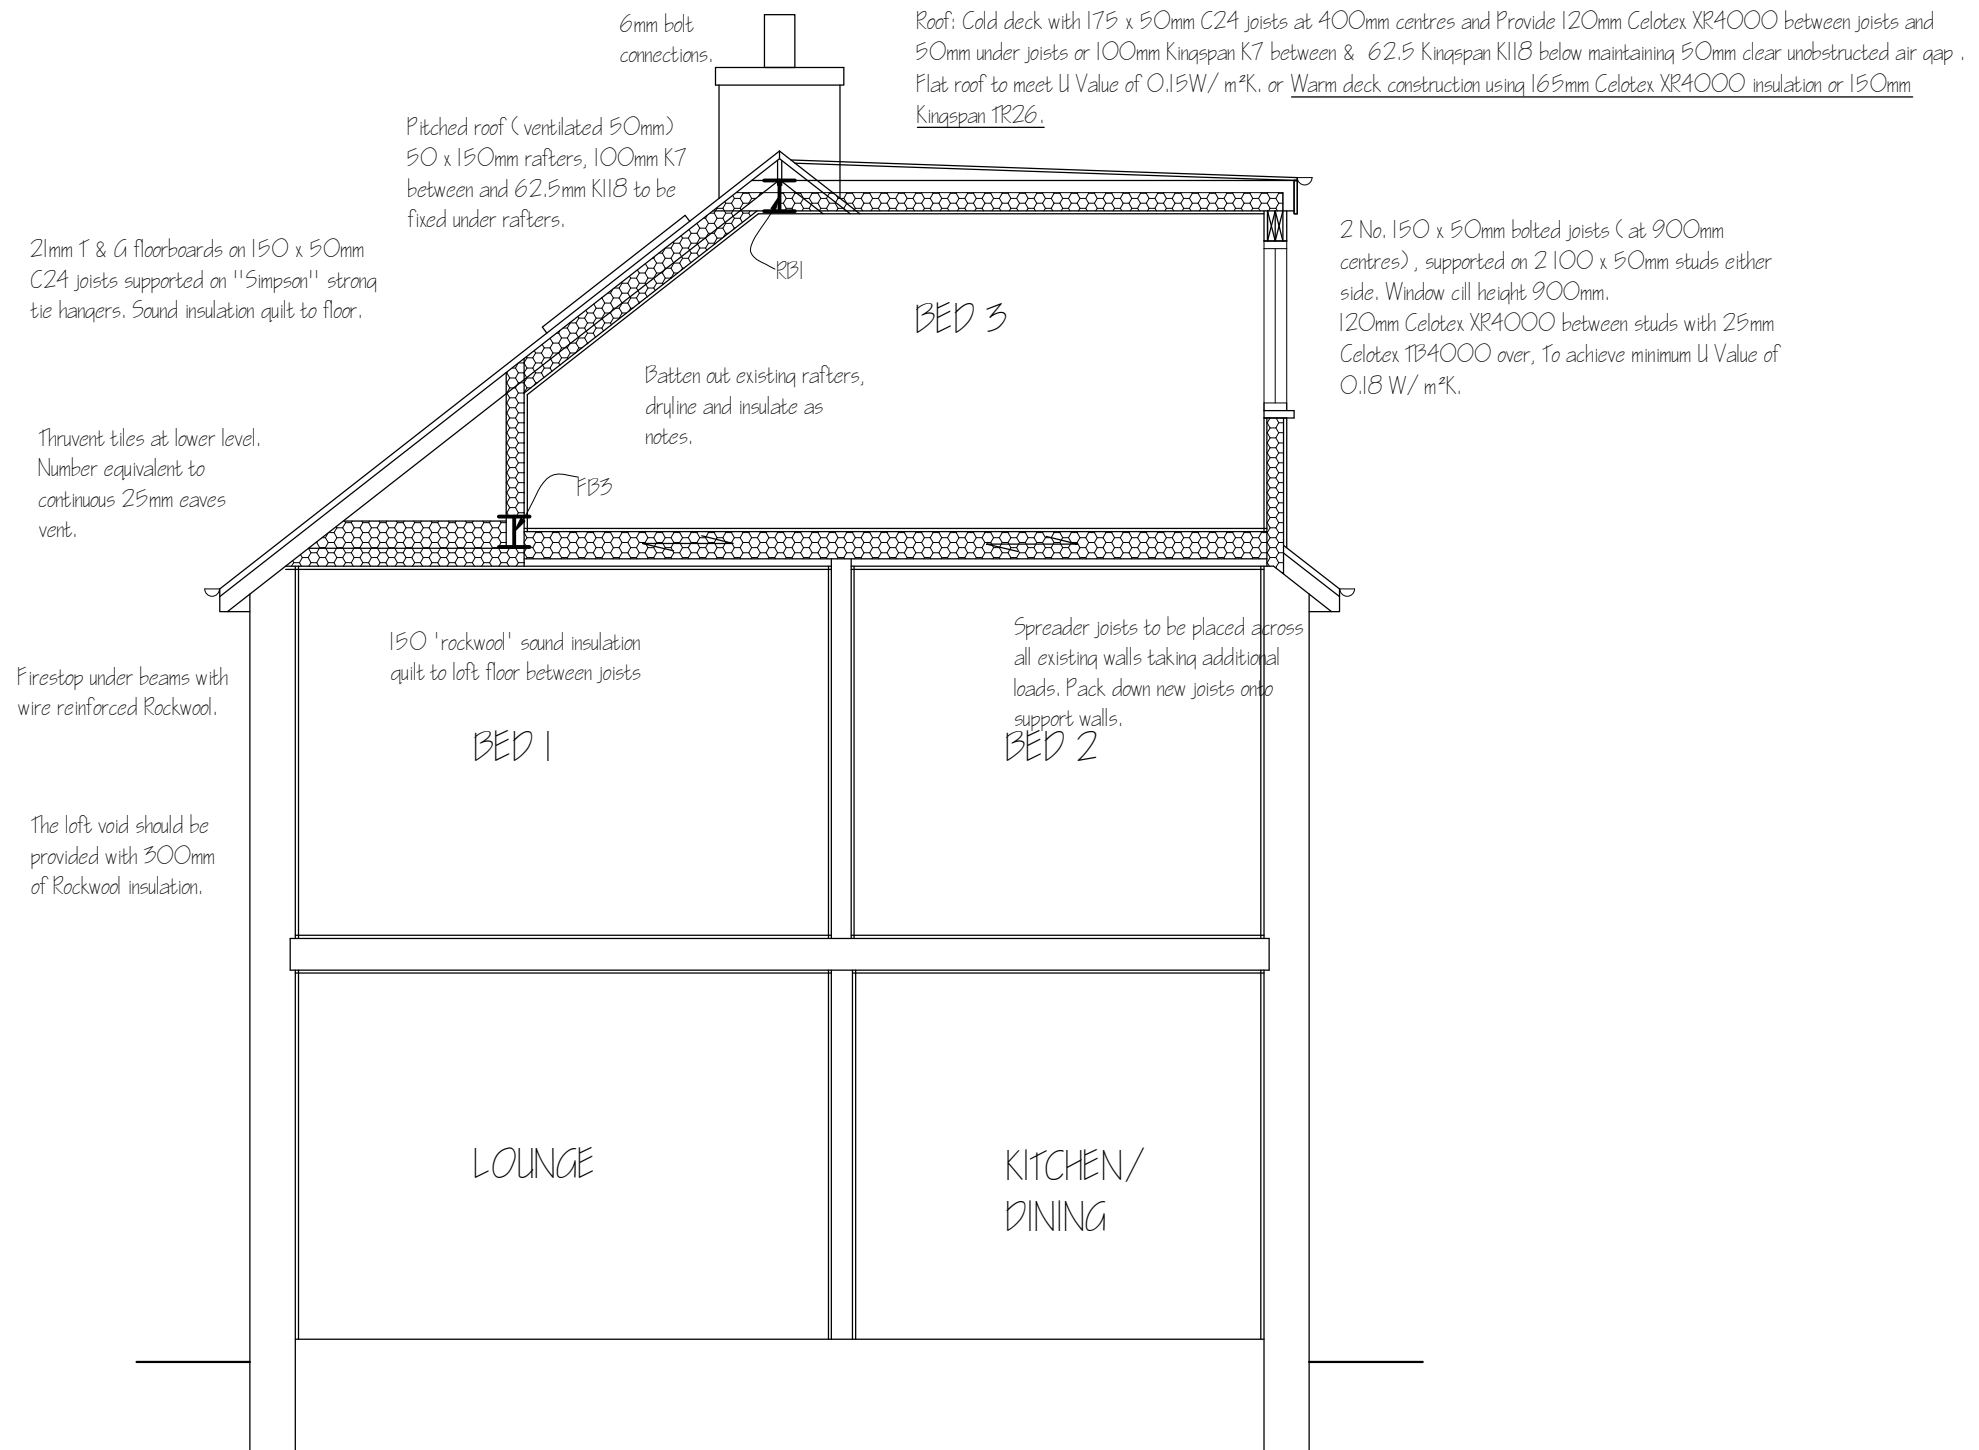 6mm bolt
connections.
Roof: Cold deck with 175 x 50mm C24 joists at 400mm centres and Provide 120mm Celotex XR4000 between joists and
50mm under joists or 100mm Kingspan K7 between & 62.5 Kingspan K118 below maintaining 50mm clear unobstructed air gap .
Flat roof to meet U Value of 0.15W/ m²K. or Warm deck construction using 165mm Celotex XR4000 insulation or 150mm
Kingspan TR26.
Pitched roof ( ventilated 50mm)
50 x 150mm rafters, 100mm K7
between and 62.5mm K118 to be
fixed under rafters.
21mm T & G floorboards on 150 x 50mm
C24 joists supported on ''Simpson'' strong
tie hangers. Sound insulation quilt to floor.
2 No. 150 x 50mm bolted joists ( at 900mm
centres) , supported on 2 100 x 50mm studs either
side. Window cill height 900mm.
120mm Celotex XR4000 between studs with 25mm
Celotex TB4000 over, To achieve minimum U Value of
0.18 W/ m²K.
RB1
BED 3
Batten out existing rafters,
dryline and insulate as
notes.
Thruvent tiles at lower level.
Number equivalent to
continuous 25mm eaves
vent.
FB3
150 'rockwool' sound insulation
quilt to loft floor between joists
Spreader joists to be placed across
all existing walls taking additional
loads. Pack down new joists onto
support walls.
Firestop under beams with
wire reinforced Rockwool.
BED 1
BED 2
The loft void should be
provided with 300mm
of Rockwool insulation.
LOUNGE
KITCHEN/
DINING